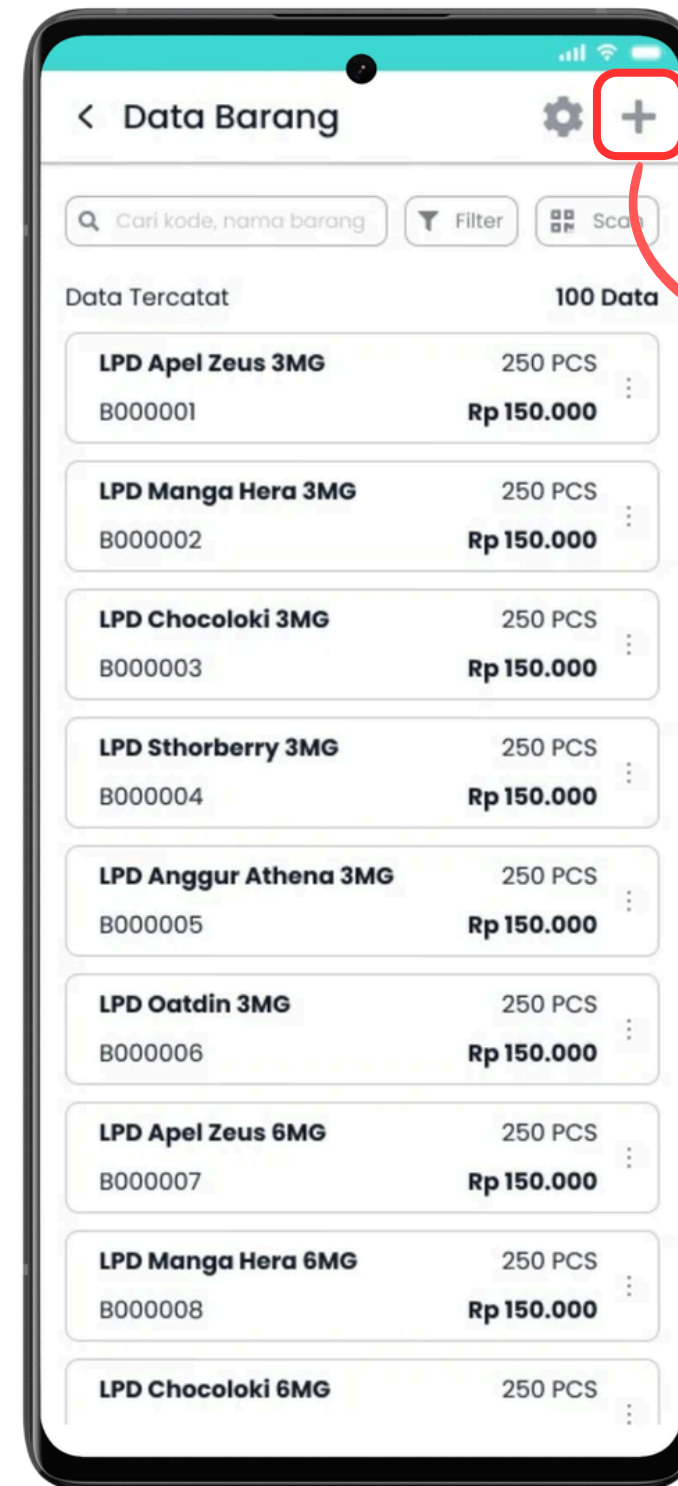 Data Barang
Cari kode, nama barang
Filter
Scan
Data Tercatat 100 Data
LPD Apel Zeus 3MG 250 PCS
B000001 Rp 150.000
LPD Manga Hera 3MG 250 PCS
B000002 Rp 150.000
LPD Chocoloki 3MG 250 PCS
B000003 Rp 150.000
LPD Sthorberry 3MG 250 PCS
B000004 Rp 150.000
LPD Anggur Athena 3MG 250 PCS
B000005 Rp 150.000
LPD Oatdin 3MG 250 PCS
B000006 Rp 150.000
LPD Apel Zeus 6MG 250 PCS
B000007 Rp 150.000
LPD Manga Hera 6MG 250 PCS
B000008 Rp 150.000
LPD Chocoloki 6MG 250 PCS